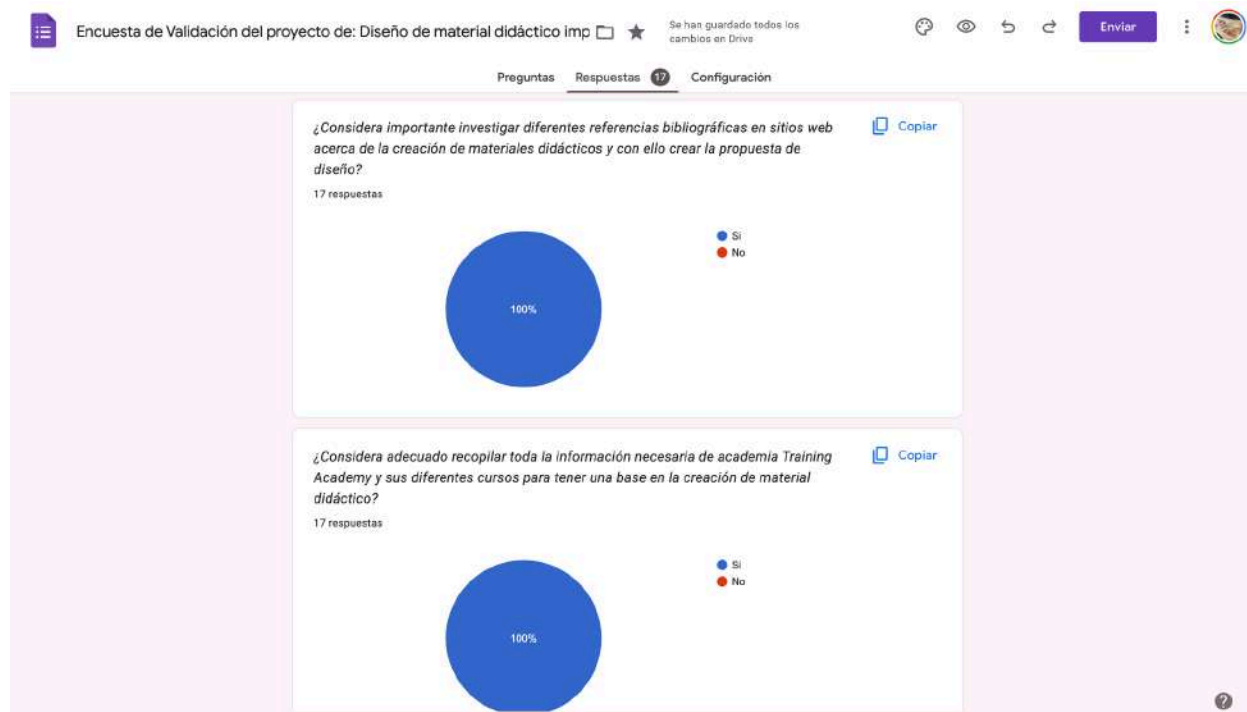 Encuesta de Validación del proyecto de: Diseño de material didáctico imp
Se han guardado todos los
cambios en Drive
Enviar
Preguntas
Respuestas 17
Configuración
¿Considera importante investigar diferentes referencias bibliográficas en sitios web
acerca de la creación de materiales didácticos y con ello crear la propuesta de
diseño?
Copiar
17 respuestas
Si
No
100%
¿Considera adecuado recopilar toda la información necesaria de academia Training
Academy y sus diferentes cursos para tener una base en la creación de material
didáctico?
Copiar
17 respuestas
Si
No
100%